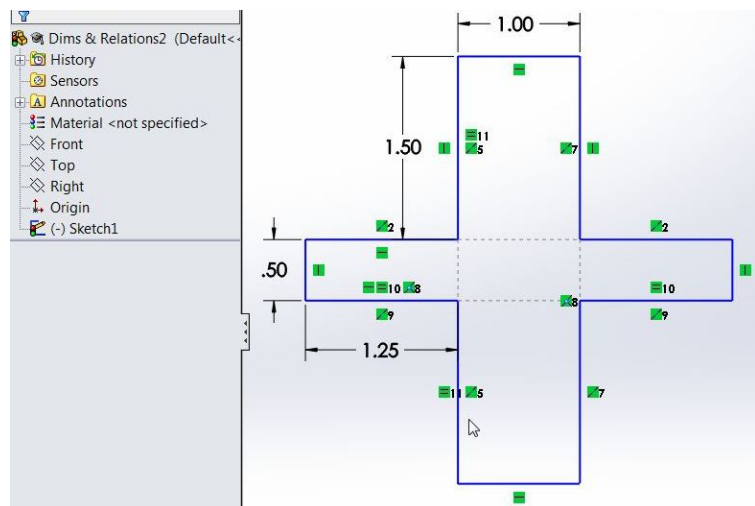 Dims & Relations2 (Default<<
History
Sensors
A Annotations
Material <not specified>
Front
Top
Right
Origin
(-) Sketch1
1.00
1.50
11
5
7
2
2
.50
10
8
8
10
9
9
1.25
11
5
7